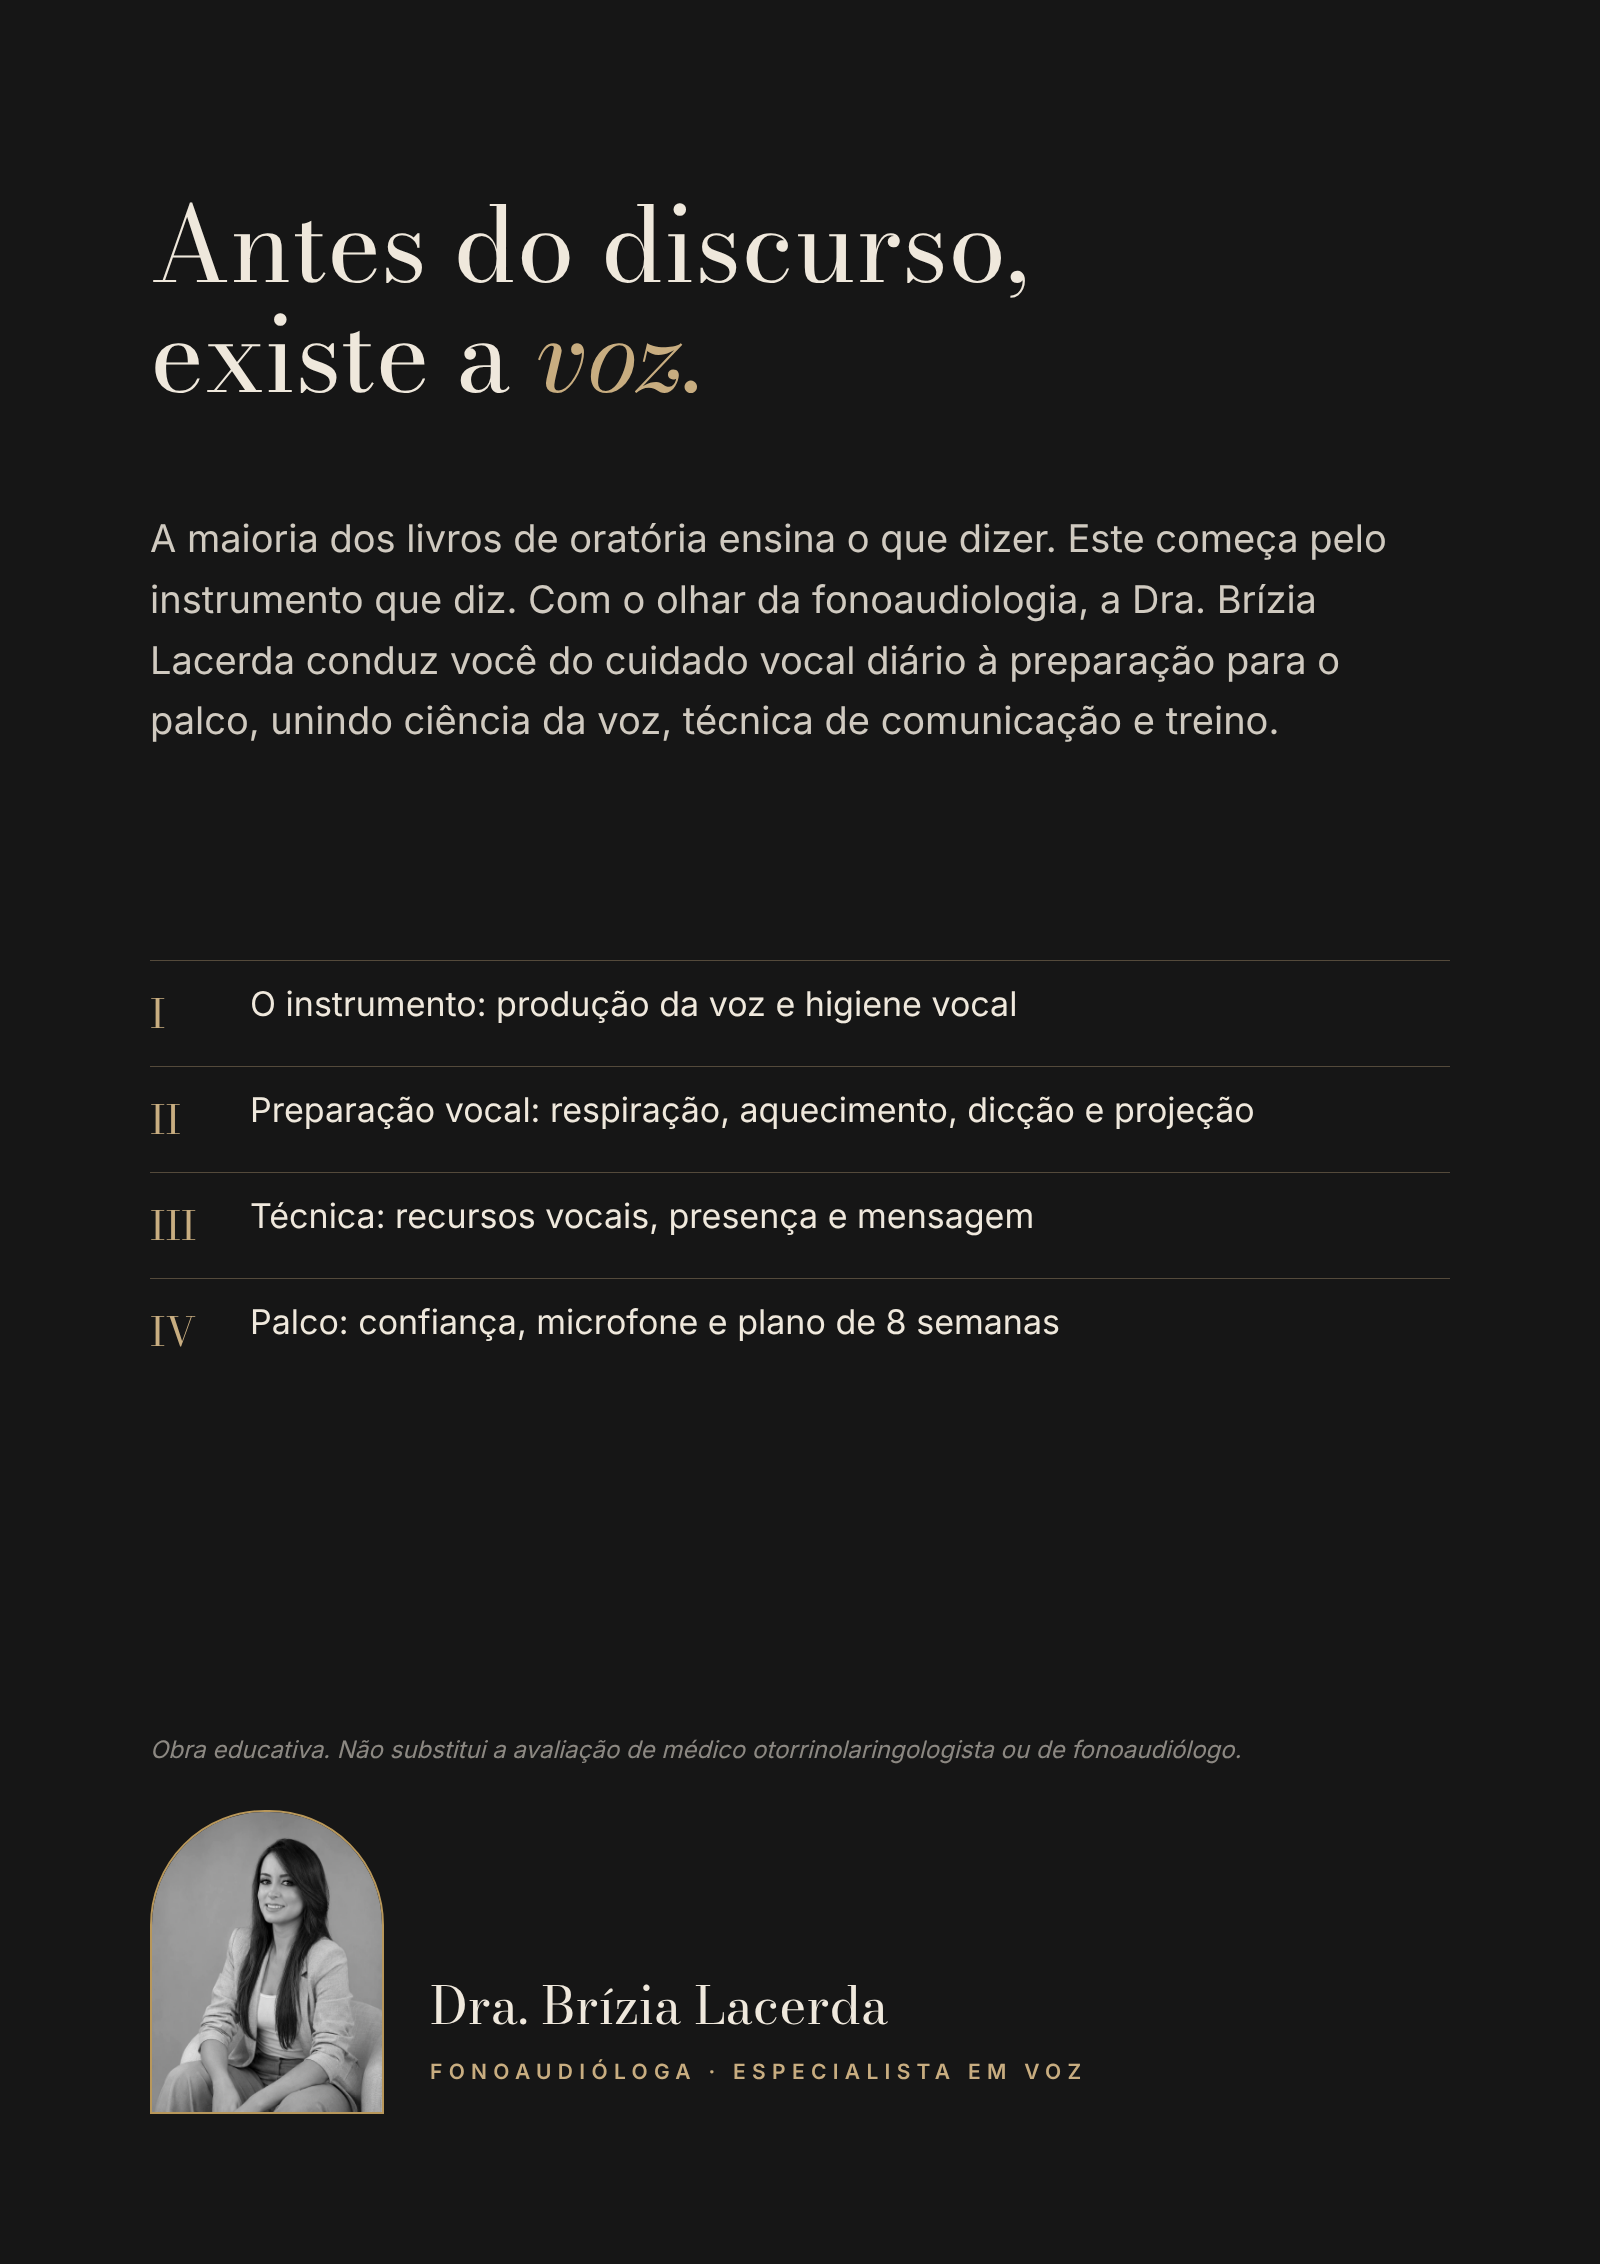 Antes do discurso,
existe a voz.
A maioria dos livros de oratória ensina o que dizer. Este começa pelo
instrumento que diz. Com o olhar da fonoaudiologia, a Dra. Brízia
Lacerda conduz você do cuidado vocal diário à preparação para o
palco, unindo ciência da voz, técnica de comunicação e treino.
I O instrumento: produção da voz e higiene vocal
II Preparação vocal: respiração, aquecimento, dicção e projeção
III Técnica: recursos vocais, presença e mensagem
IV Palco: confiança, microfone e plano de 8 semanas
Obra educativa. Não substitui a avaliação de médico otorrinolaringologista ou de fonoaudiólogo.
Dra. Brízia Lacerda
FONOAUDIÓLOGA · ESPECIALISTA EM VOZ